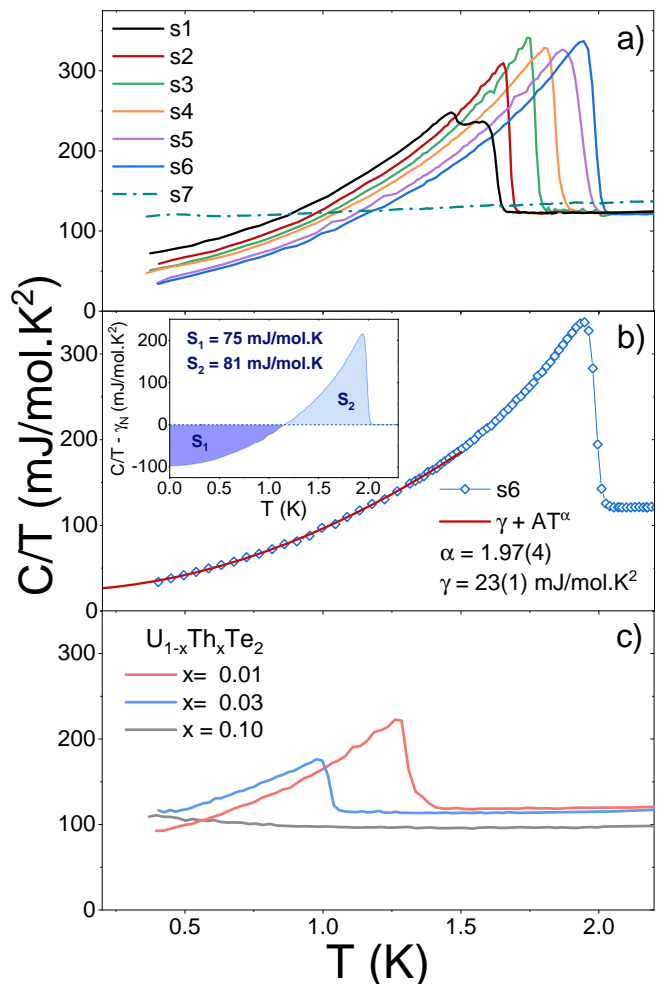 a)
s1
s2
s3
s4
s5
s6
s7
300
200
100
0
C/T (mJ/mol.K²)
b)
S₁ = 75 mJ/mol.K
S₂ = 81 mJ/mol.K
C/T - γ_N (mJ/mol.K²)
200
100
0
-100
S₁
S₂
0.0
0.5
1.0
1.5
2.0
T (K)
s6
γ + AT^α
α = 1.97(4)
γ = 23(1) mJ/mol.K²
300
200
100
0
c)
U₁₋ₓThₓTe₂
x= 0.01
x= 0.03
x = 0.10
300
200
100
0
0.5
1.0
1.5
2.0
T (K)